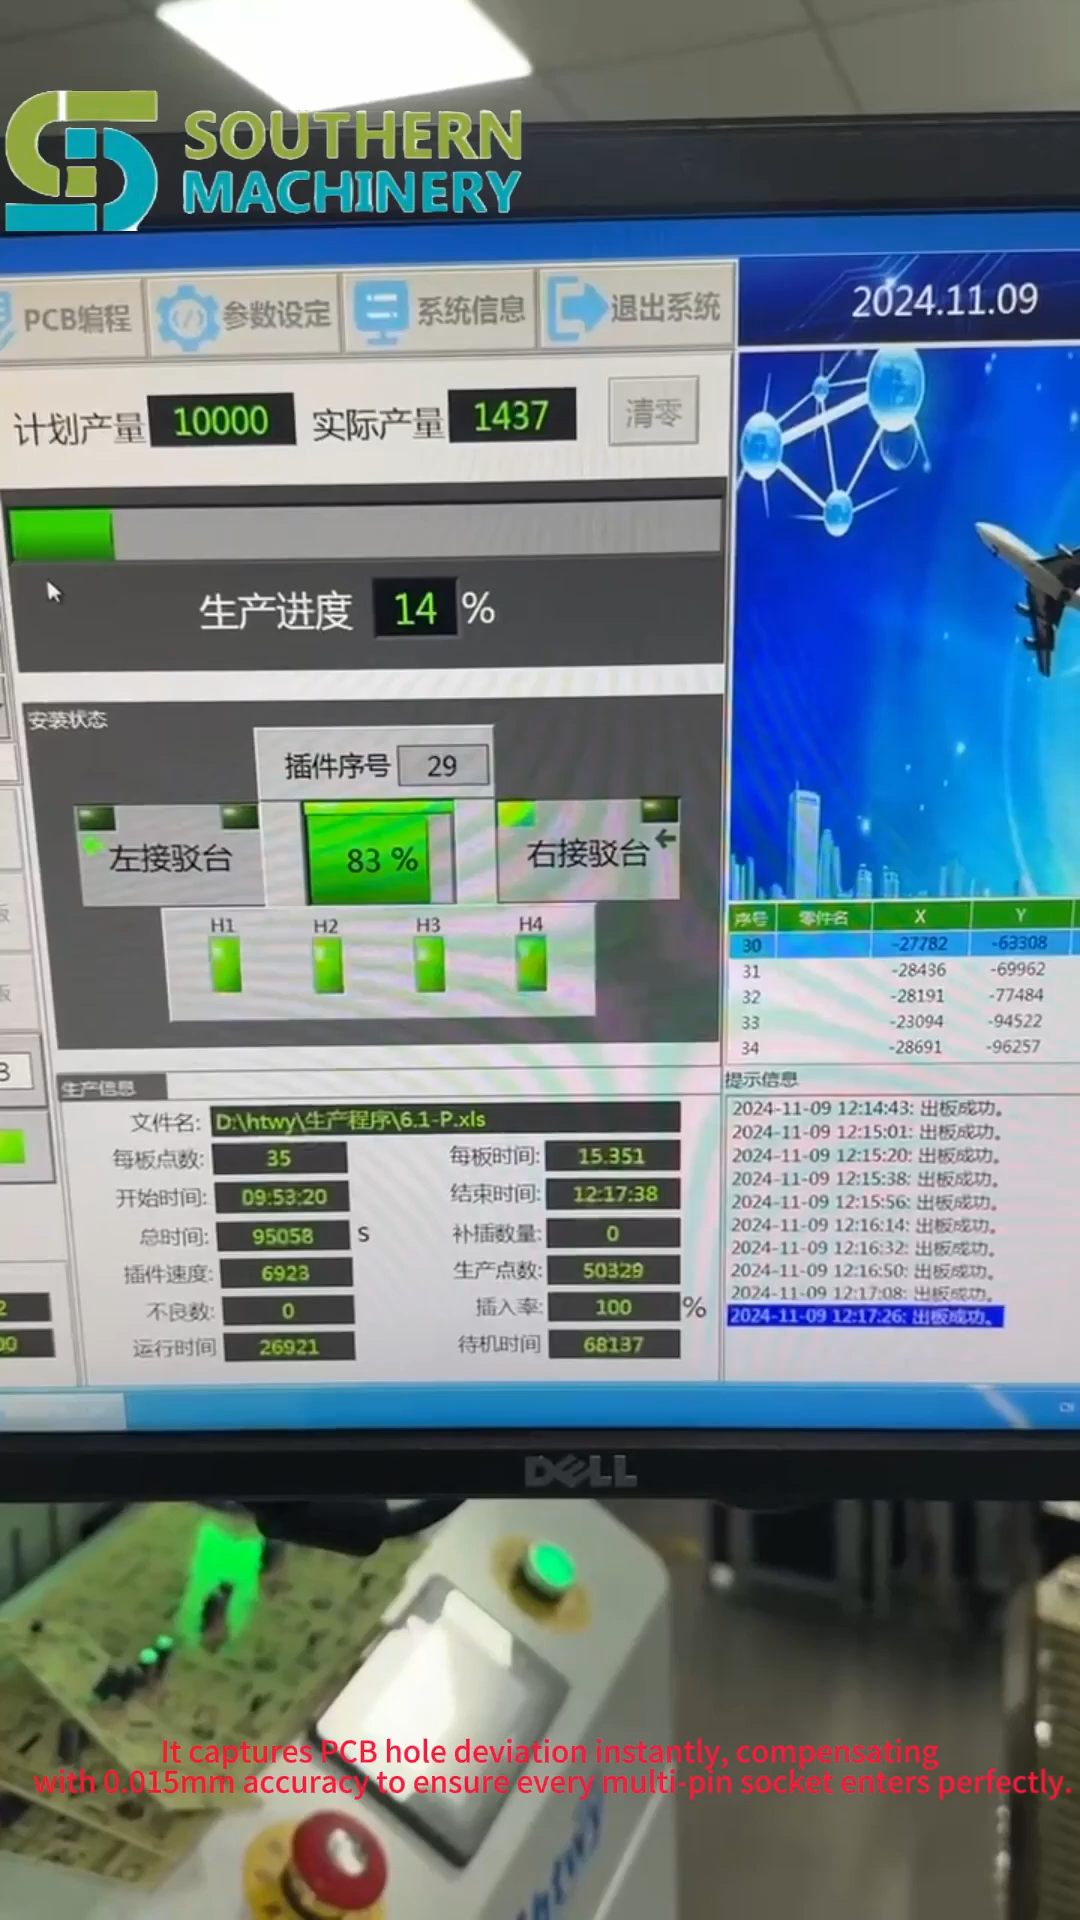 SOUTHERN
MACHINERY
PCB编程
参数设定
系统信息
退出系统
2024.11.09
计划产量 10000 实际产量 1437 清零
生产进度 14 %
安装状态
插件序号 29
左接驳台 83 % 右接驳台
H1 H2 H3 H4
序号 零件名 X Y
30 -27782 -63308
31 -28436 -69962
32 -28191 -77484
33 -23094 -94522
34 -28691 -96257
生产信息
文件名: D:\htwy\生产程序\6.1-P.xls
每板点数: 35 每板时间: 15.351
开始时间: 09:53:20 结束时间: 12:17:38
总时间: 95058 S 补插数量: 0
插件速度: 6923 生产点数: 50329
不良数: 0 插入率: 100 %
运行时间 26921 待机时间 68137
提示信息
2024-11-09 12:14:43: 出板成功。
2024-11-09 12:15:01: 出板成功。
2024-11-09 12:15:20: 出板成功。
2024-11-09 12:15:38: 出板成功。
2024-11-09 12:15:56: 出板成功。
2024-11-09 12:16:14: 出板成功。
2024-11-09 12:16:32: 出板成功。
2024-11-09 12:16:50: 出板成功。
2024-11-09 12:17:08: 出板成功。
2024-11-09 12:17:26: 出板成功。
DELL
It captures PCB hole deviation instantly, compensating
with 0.015mm accuracy to ensure every multi-pin socket enters perfectly.